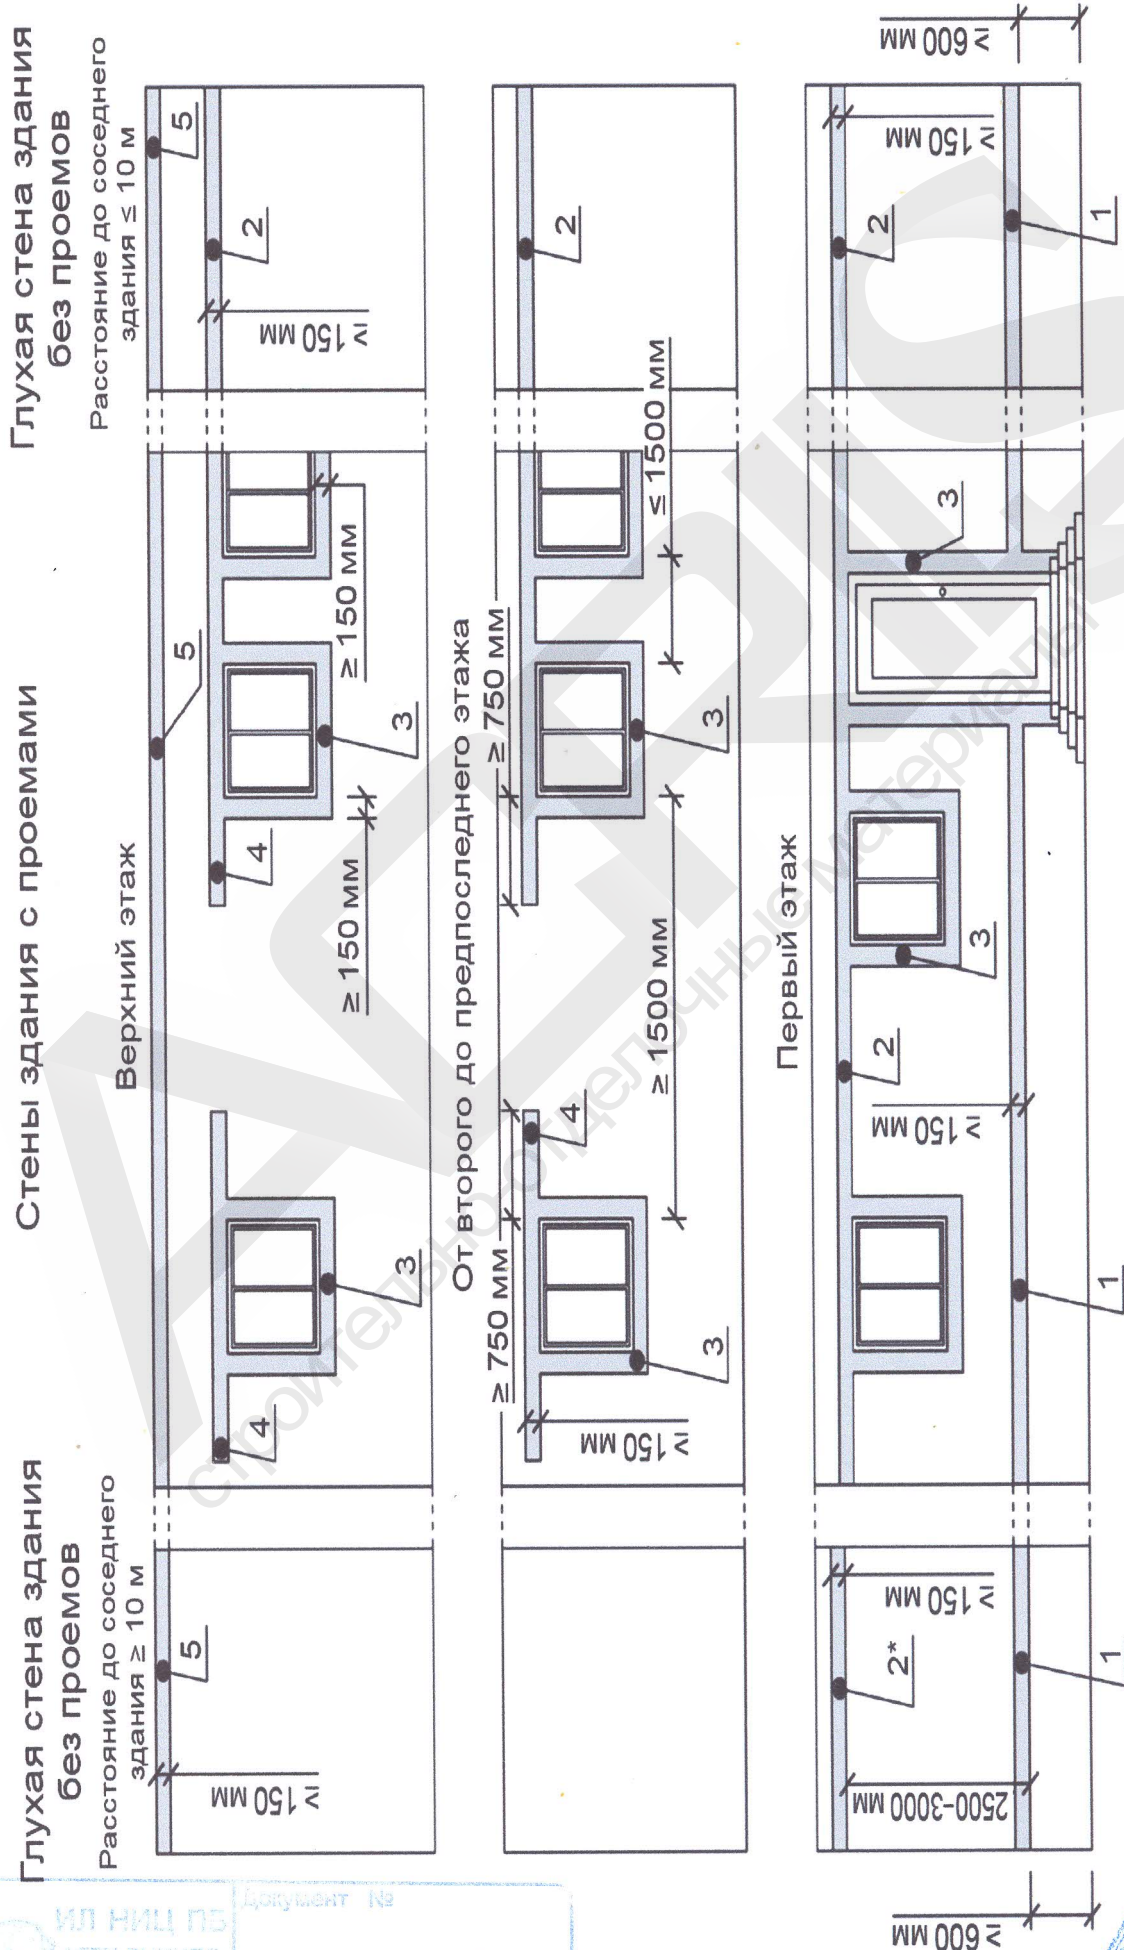 Глухая стена здания
без проемов
Расстояние до соседнего
здания ≥ 10 м
Стены здания с проемами
Глухая стена здания
без проемов
Расстояние до соседнего
здания ≤ 10 м
Верхний этаж
5
≥ 150 мм
4
3
4
≥ 150 мм
3
5
≥ 150 мм
5
2
≥ 150 мм
От второго до предпоследнего этажа
≥ 750 мм
≥ 750 мм
≥ 150 мм
3
4
≥ 1500 мм
3
≤ 1500 мм
2
Первый этаж
≥ 600 мм
2500-3000 мм
2*
≥ 150 мм
1
1
≥ 150 мм
2
3
3
2
≥ 150 мм
1
≥ 600 мм
ACRUS
строительно-отделочные материалы
ИЛ НИЦ ПБ
Документ №